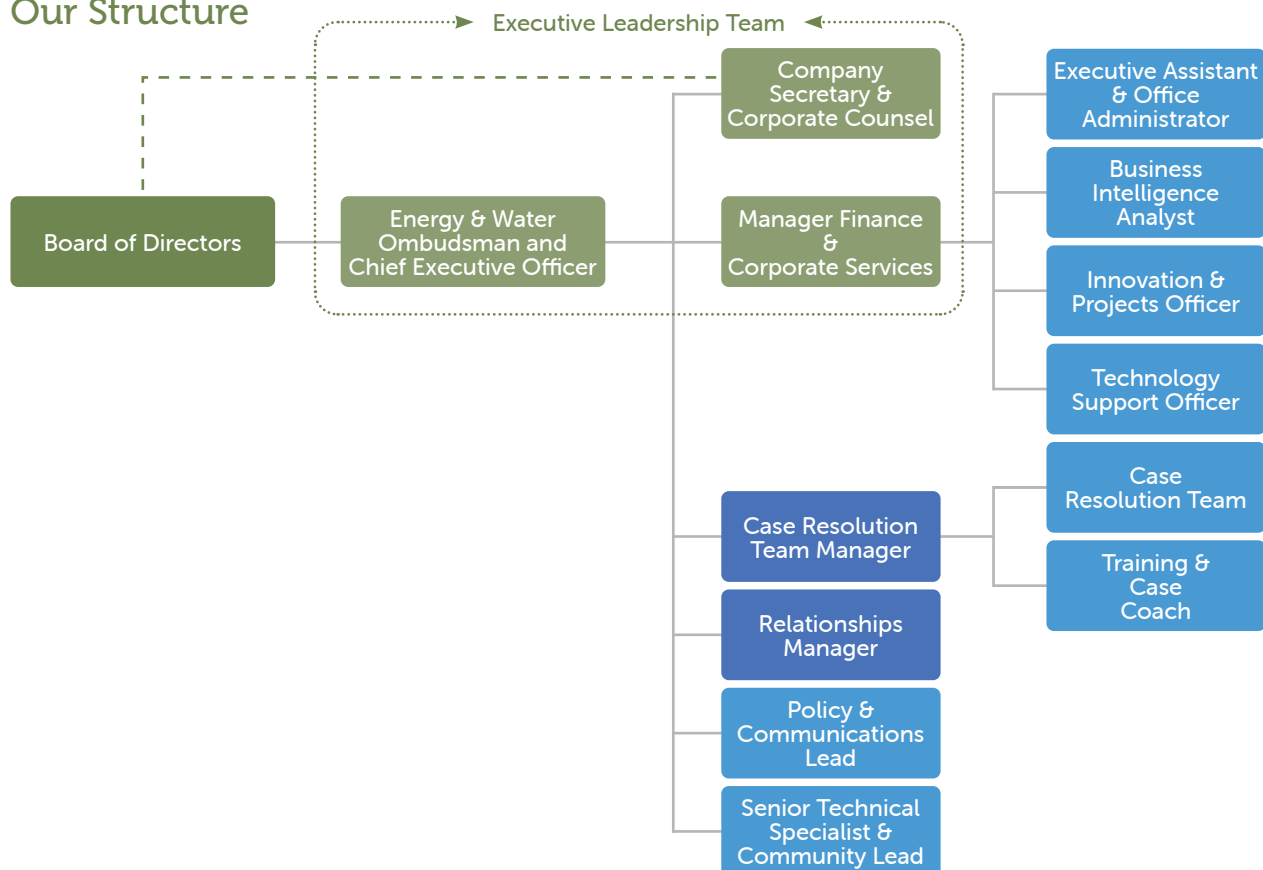 Our Structure
Executive Leadership Team
Company
Secretary &
Corporate Counsel
Executive Assistant
& Office
Administrator
Business
Intelligence
Analyst
Board of Directors
Energy & Water
Ombudsman and
Chief Executive Officer
Manager Finance
&
Corporate Services
Innovation &
Projects Officer
Technology
Support Officer
Case Resolution
Team Manager
Case
Resolution Team
Training &
Case
Coach
Relationships
Manager
Policy &
Communications
Lead
Senior Technical
Specialist &
Community Lead